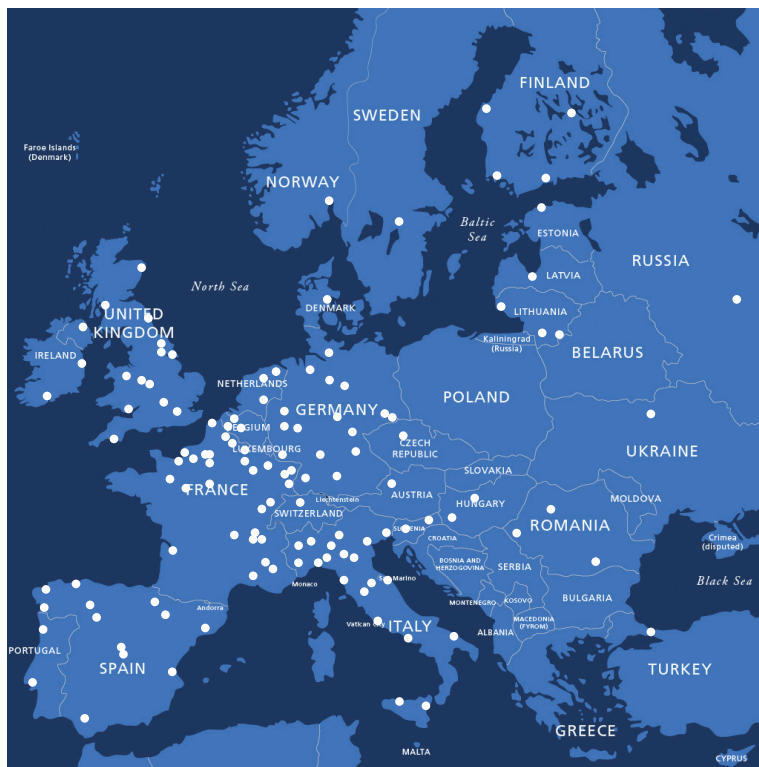 FINLAND
SWEDEN
Faroe Islands
(Denmark)
NORWAY
Baltic
Sea
ESTONIA
RUSSIA
LATVIA
North Sea
DENMARK
LITHUANIA
UNITED
KINGDOM
Kaliningrad
(Russia)
BELARUS
IRELAND
NETHERLANDS
POLAND
GERMANY
BELGIUM
CZECH
REPUBLIC
UKRAINE
LUXEMBOURG
SLOVAKIA
FRANCE
AUSTRIA
Liechtenstein
HUNGARY
MOLDOVA
SWITZERLAND
SLOVENIA
ROMANIA
CROATIA
Crimea
(disputed)
BOSNIA AND
HERZOGOVINA
SERBIA
San Marino
Monaco
Black Sea
BULGARIA
KOSOVO
MONTENEGRO
Andorra
MACEDONIA
(FYROM)
Vatican City
ITALY
ALBANIA
PORTUGAL
SPAIN
TURKEY
GREECE
MALTA
CYPRUS